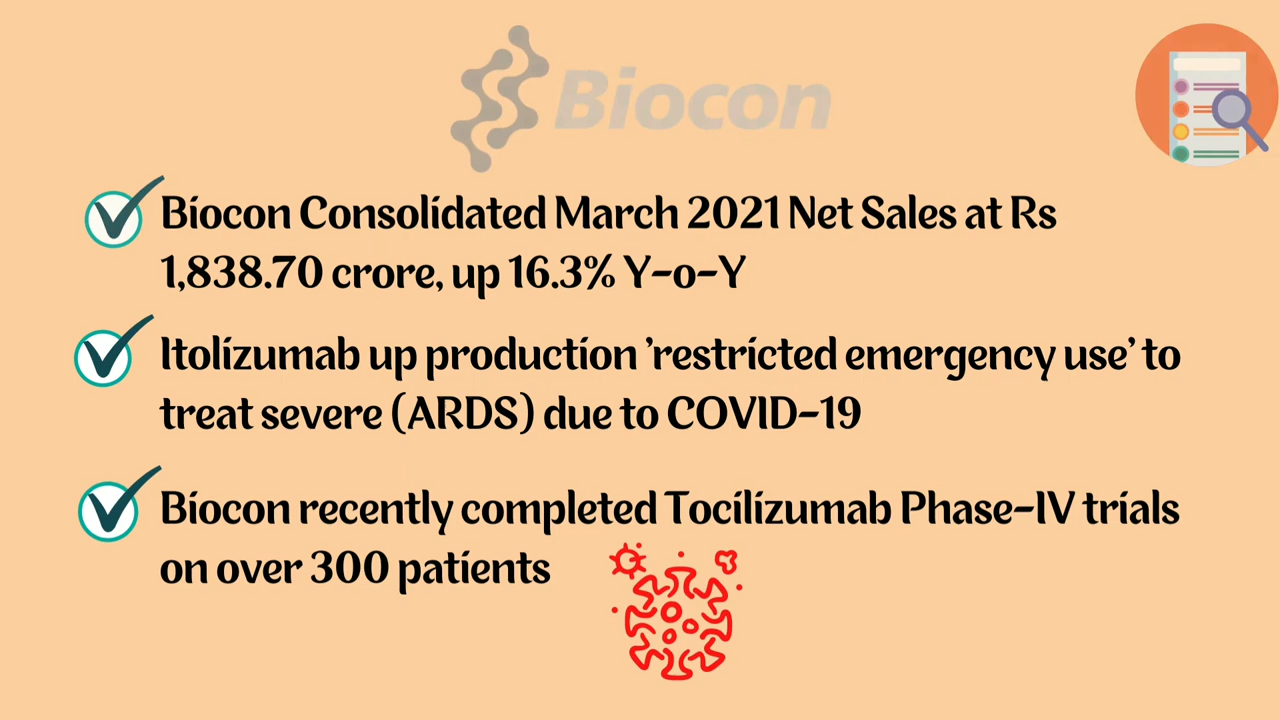 Biocon
Biocon Consolidated March 2021 Net Sales at Rs
1,838.70 crore, up 16.3% Y-o-Y
Itolizumab up production 'restricted emergency use' to
treat severe (ARDS) due to COVID-19
Biocon recently completed Tocilizumab Phase-IV trials
on over 300 patients